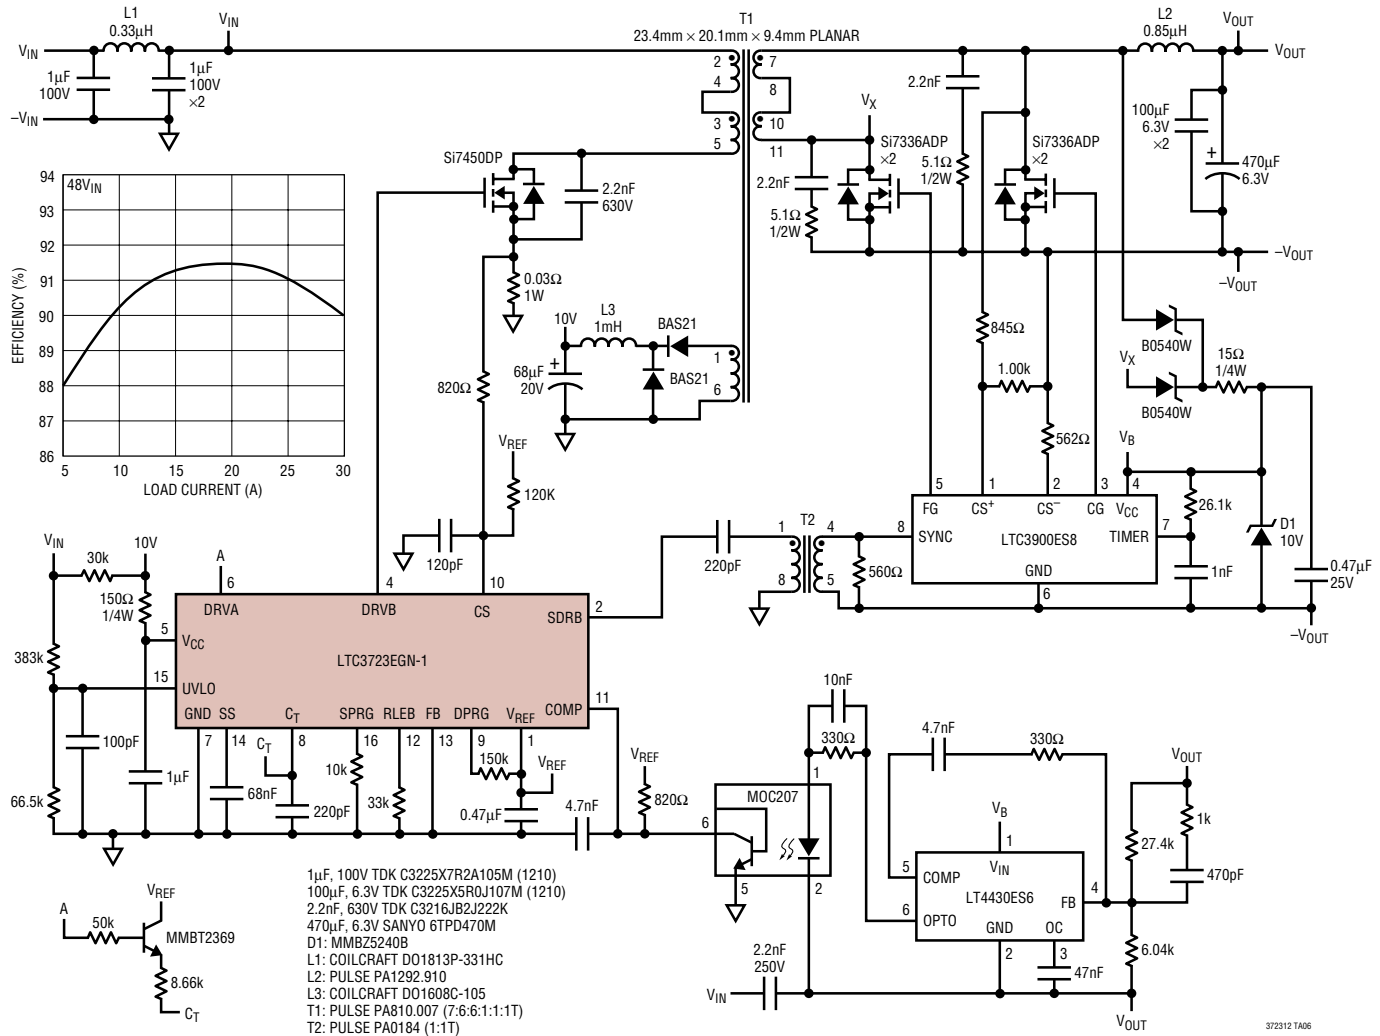 L1
0.33µH
VIN
VIN
1µF
100V
1µF
100V
×2
–VIN
T1
23.4mm × 20.1mm × 9.4mm PLANAR
2
4
3
5
7
8
10
11
1
6
L2
0.85µH
VOUT
VOUT
2.2nF
5.1Ω
1/2W
VX
Si7336ADP
×2
2.2nF
5.1Ω
1/2W
Si7336ADP
×2
100µF
6.3V
×2
+
470µF
6.3V
–VOUT
–VOUT
Si7450DP
2.2nF
630V
0.03Ω
1W
10V
L3
1mH
BAS21
BAS21
+
68µF
20V
820Ω
VREF
120K
120pF
94
93
92
91
90
89
88
87
86
48VIN
EFFICIENCY (%)
5
10
15
20
25
30
LOAD CURRENT (A)
845Ω
1.00k
562Ω
B0540W
VX
B0540W
15Ω
1/4W
VB
5
1
2
3
4
FG
CS+
CS–
CG
VCC
8
SYNC
LTC3900ES8
TIMER
7
GND
6
26.1k
1nF
D1
10V
0.47µF
25V
–VOUT
220pF
T2
1
4
8
5
560Ω
VIN
30k
10V
150Ω
1/4W
383k
A
6
4
10
DRVA
DRVB
CS
SDRB
2
5
VCC
LTC3723EGN-1
15
UVLO
GND
SS
CT
SPRG
RLEB
FB
DPRG
VREF
COMP
11
7
14
8
16
12
13
9
1
100pF
66.5k
1µF
68nF
CT
220pF
10k
33k
150k
VREF
0.47µF
4.7nF
VREF
820Ω
10nF
330Ω
MOC207
1
6
5
2
4.7nF
330Ω
VB
1
VIN
5
COMP
LT4430ES6
FB
4
6
OPTO
GND
OC
2
3
47nF
VOUT
27.4k
1k
470pF
6.04k
VOUT
2.2nF
250V
VIN
VREF
A
50k
MMBT2369
8.66k
CT
1µF, 100V TDK C3225X7R2A105M (1210)
100µF, 6.3V TDK C3225X5R0J107M (1210)
2.2nF, 630V TDK C3216JB2J222K
470µF, 6.3V SANYO 6TPD470M
D1: MMBZ5240B
L1: COILCRAFT DO1813P-331HC
L2: PULSE PA1292.910
L3: COILCRAFT DO1608C-105
T1: PULSE PA810.007 (7:6:6:1:1:1T)
T2: PULSE PA0184 (1:1T)
372312 TA06